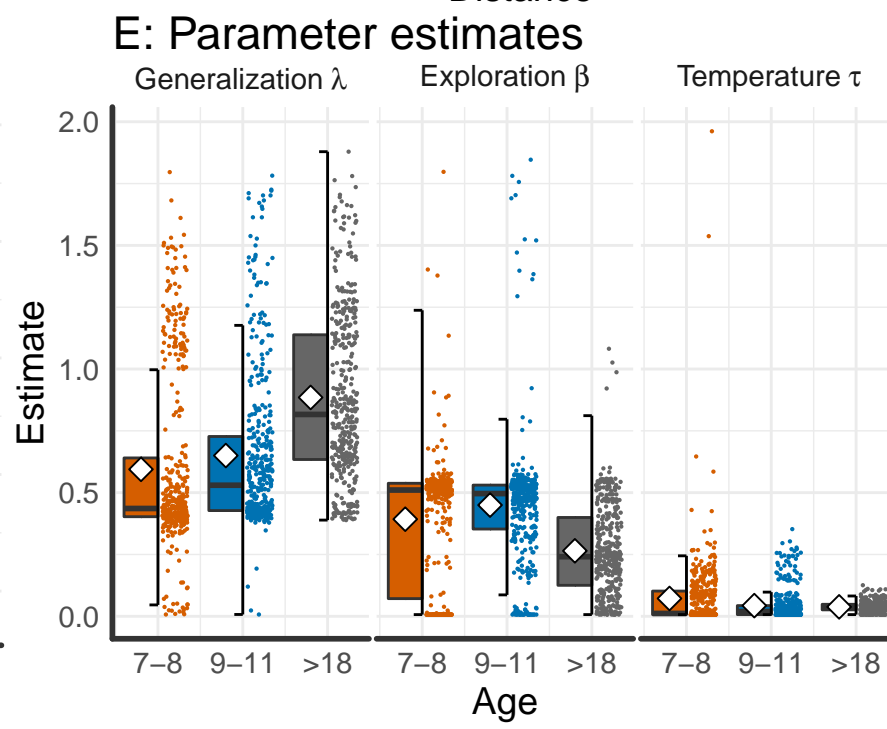 Distance
E: Parameter estimates
Generalization λ Exploration β Temperature τ
2.0
1.5
1.0
0.5
0.0
Estimate
7–8 9–11 >18 7–8 9–11 >18 7–8 9–11 >18
Age